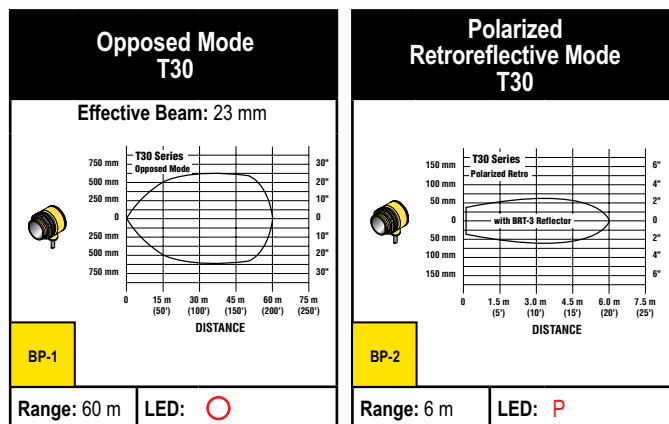 Opposed Mode
T30
Effective Beam: 23 mm
T30 Series
Opposed Mode
750 mm
500 mm
250 mm
0
250 mm
500 mm
750 mm
30"
20"
10"
0
10"
20"
30"
0
15 m
(50')
30 m
(100')
45 m
(150')
60 m
(200')
75 m
(250')
DISTANCE
BP-1
Range: 60 m
LED:
Polarized
Retroreflective Mode
T30
T30 Series
Polarized Retro
with BRT-3 Reflector
150 mm
100 mm
50 mm
0
50 mm
100 mm
150 mm
6"
4"
2"
0
2"
4"
6"
0
1.5 m
(5')
3.0 m
(10')
4.5 m
(15')
6.0 m
(20')
7.5 m
(25')
DISTANCE
BP-2
Range: 6 m
LED: P